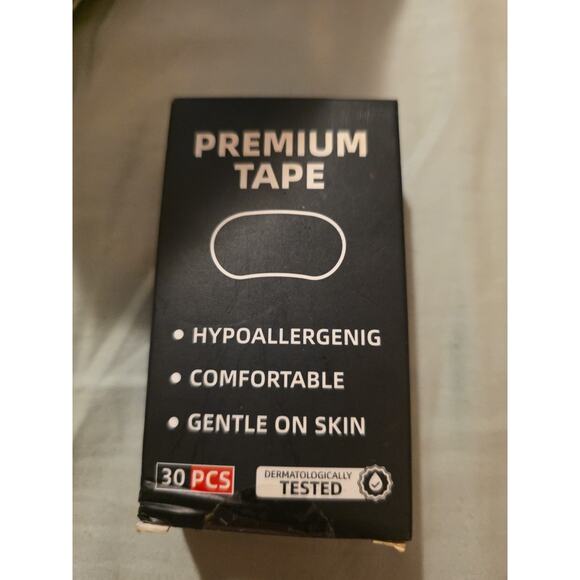 PREMIUM
TAPE
• HYPOALLERGENIG
• COMFORTABLE
• GENTLE ON SKIN
30 PCS
DERMATOLOGICALLY
TESTED